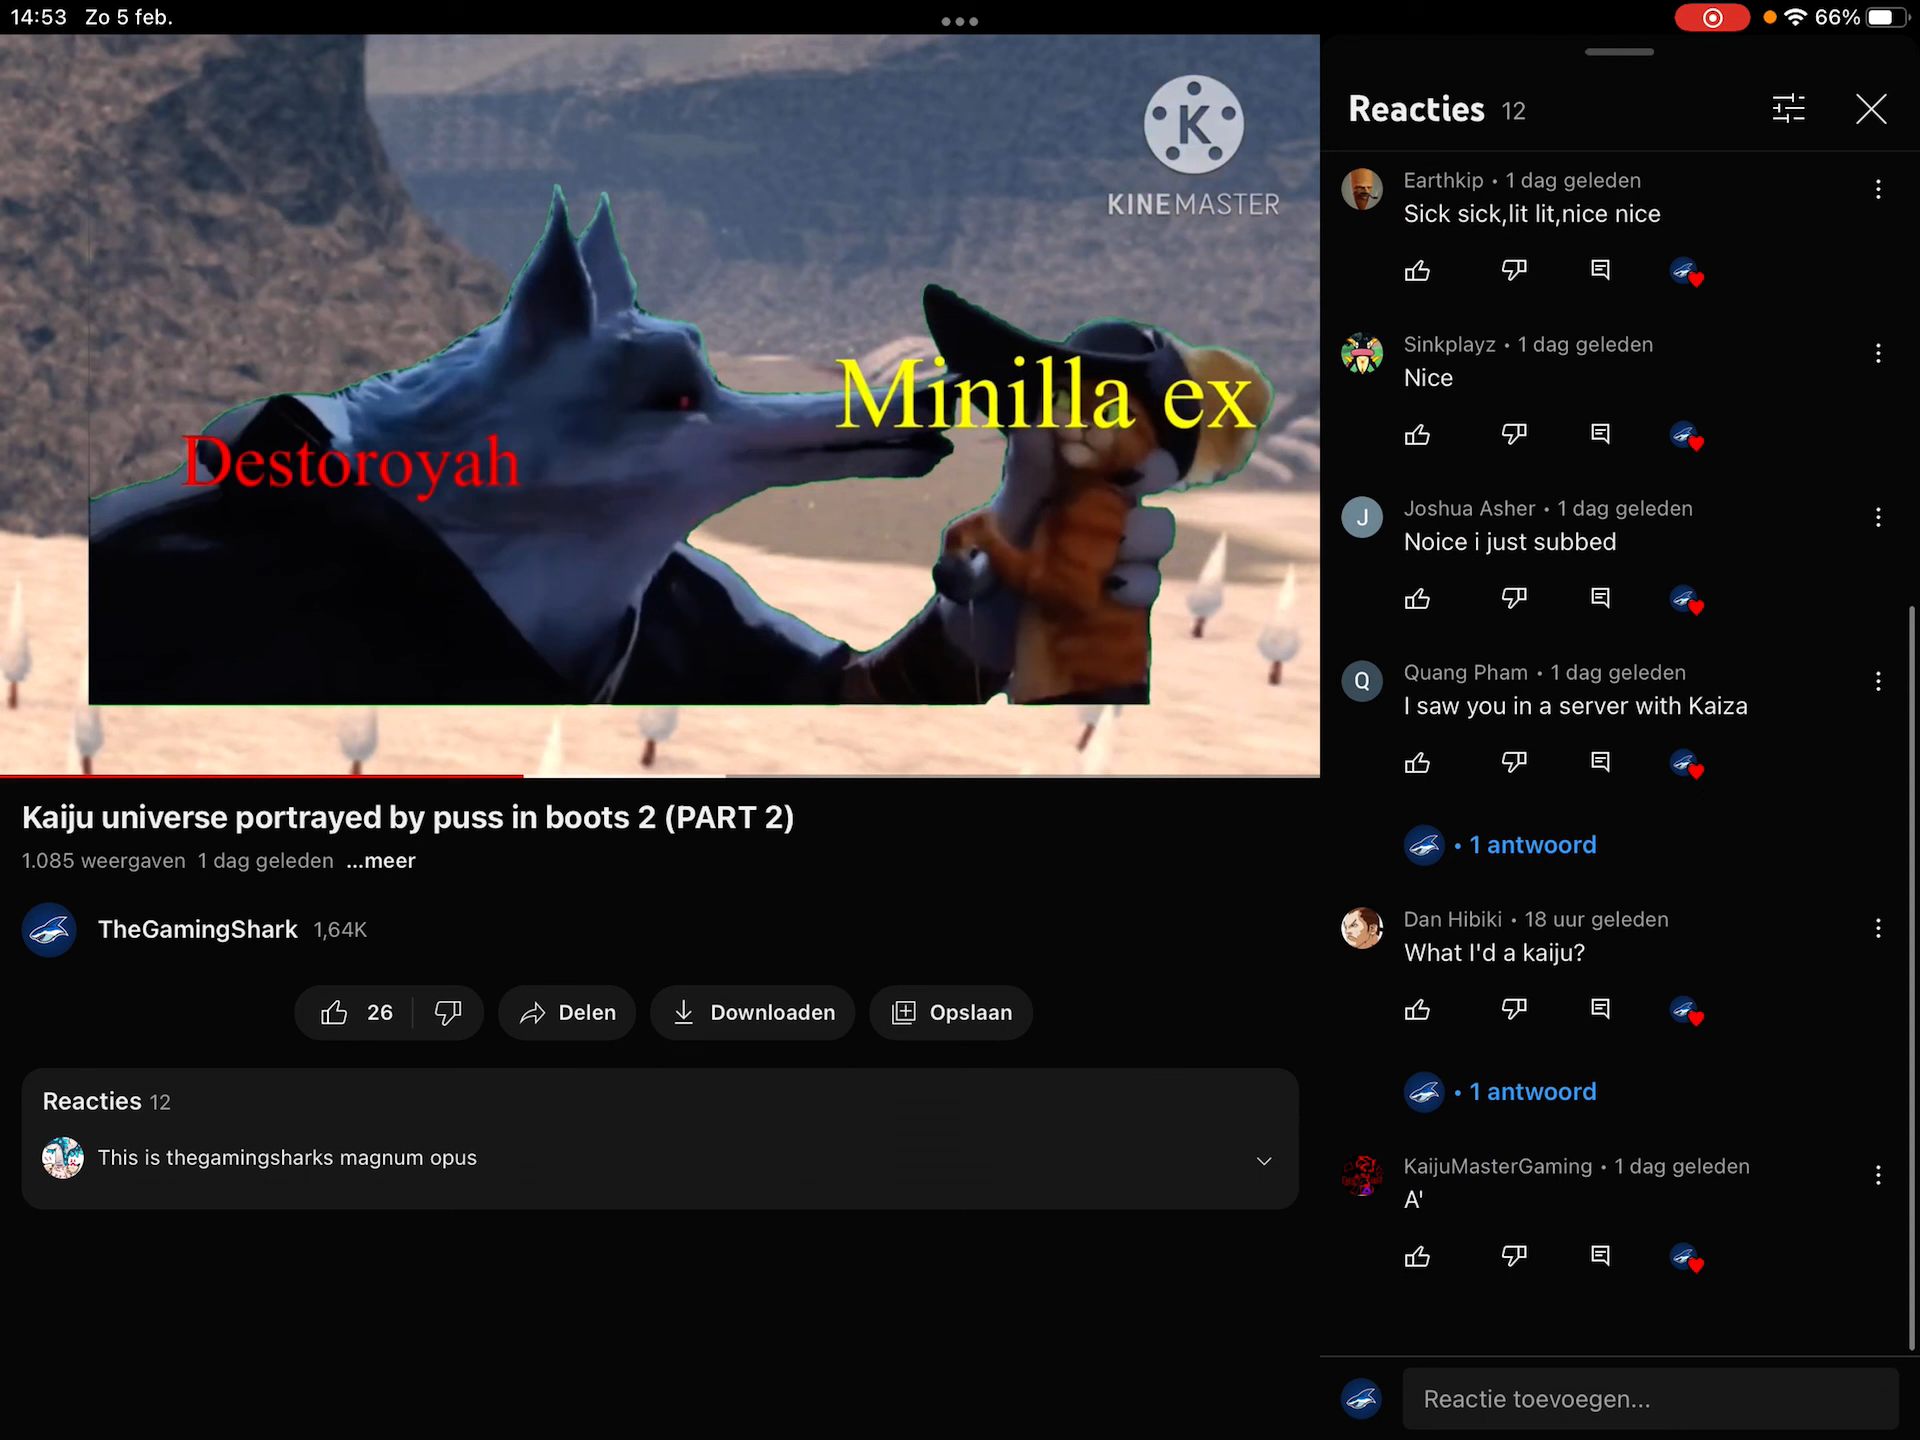 14:53 Zo 5 feb.
66%
K
KINEMASTER
Minilla ex
Destoroyah
Kaiju universe portrayed by puss in boots 2 (PART 2)
1.085 weergaven 1 dag geleden ...meer
TheGamingShark 1,64K
26
Delen
Downloaden
Opslaan
Reacties 12
This is thegamingsharks magnum opus
Reacties 12
Earthkip • 1 dag geleden
Sick sick,lit lit,nice nice
Sinkplayz • 1 dag geleden
Nice
J
Joshua Asher • 1 dag geleden
Noice i just subbed
Q
Quang Pham • 1 dag geleden
I saw you in a server with Kaiza
• 1 antwoord
Dan Hibiki • 18 uur geleden
What I'd a kaiju?
• 1 antwoord
KaijuMasterGaming • 1 dag geleden
A'
Reactie toevoegen...